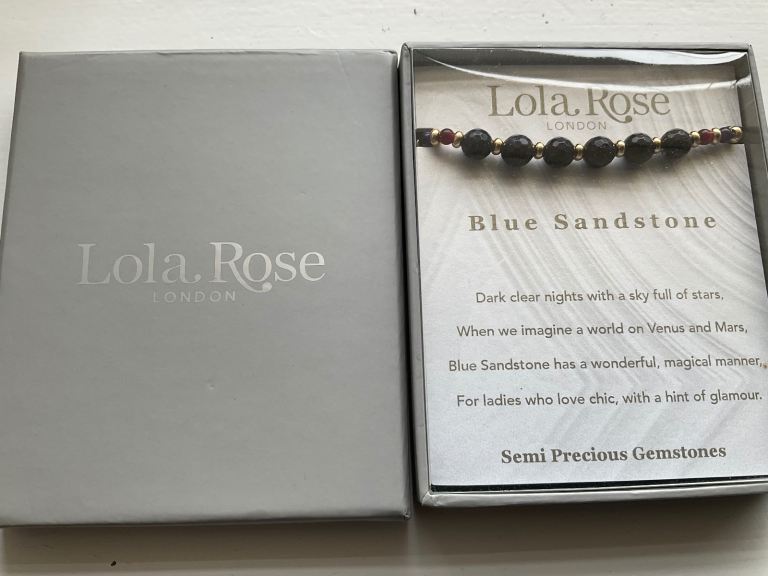 Lola Rose
LONDON
Lola Rose
LONDON
Blue Sandstone
Dark clear nights with a sky full of stars,
When we imagine a world on Venus and Mars,
Blue Sandstone has a wonderful, magical manner,
For ladies who love chic, with a hint of glamour.
Semi Precious Gemstones